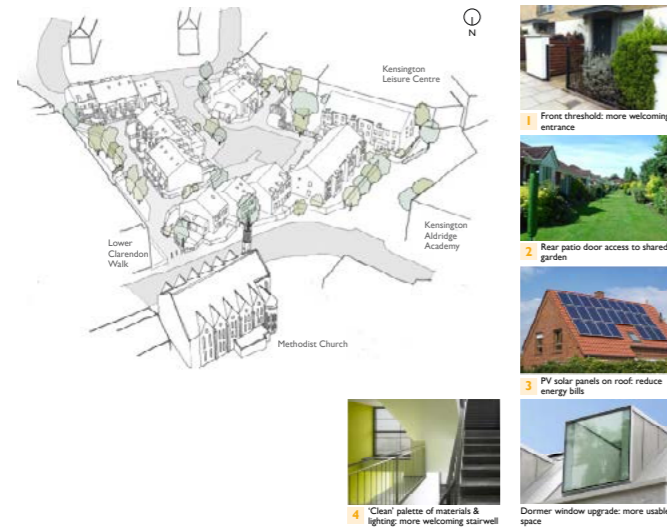 N
Kensington
Leisure Centre
Kensington
Aldridge
Academy
Lower
Clarendon
Walk
Methodist Church
1 Front threshold: more welcoming
entrance
2 Rear patio door access to shared
garden
3 PV solar panels on roof: reduce
energy bills
4 'Clean' palette of materials &
lighting: more welcoming stairwell
Dormer window upgrade: more usable
space